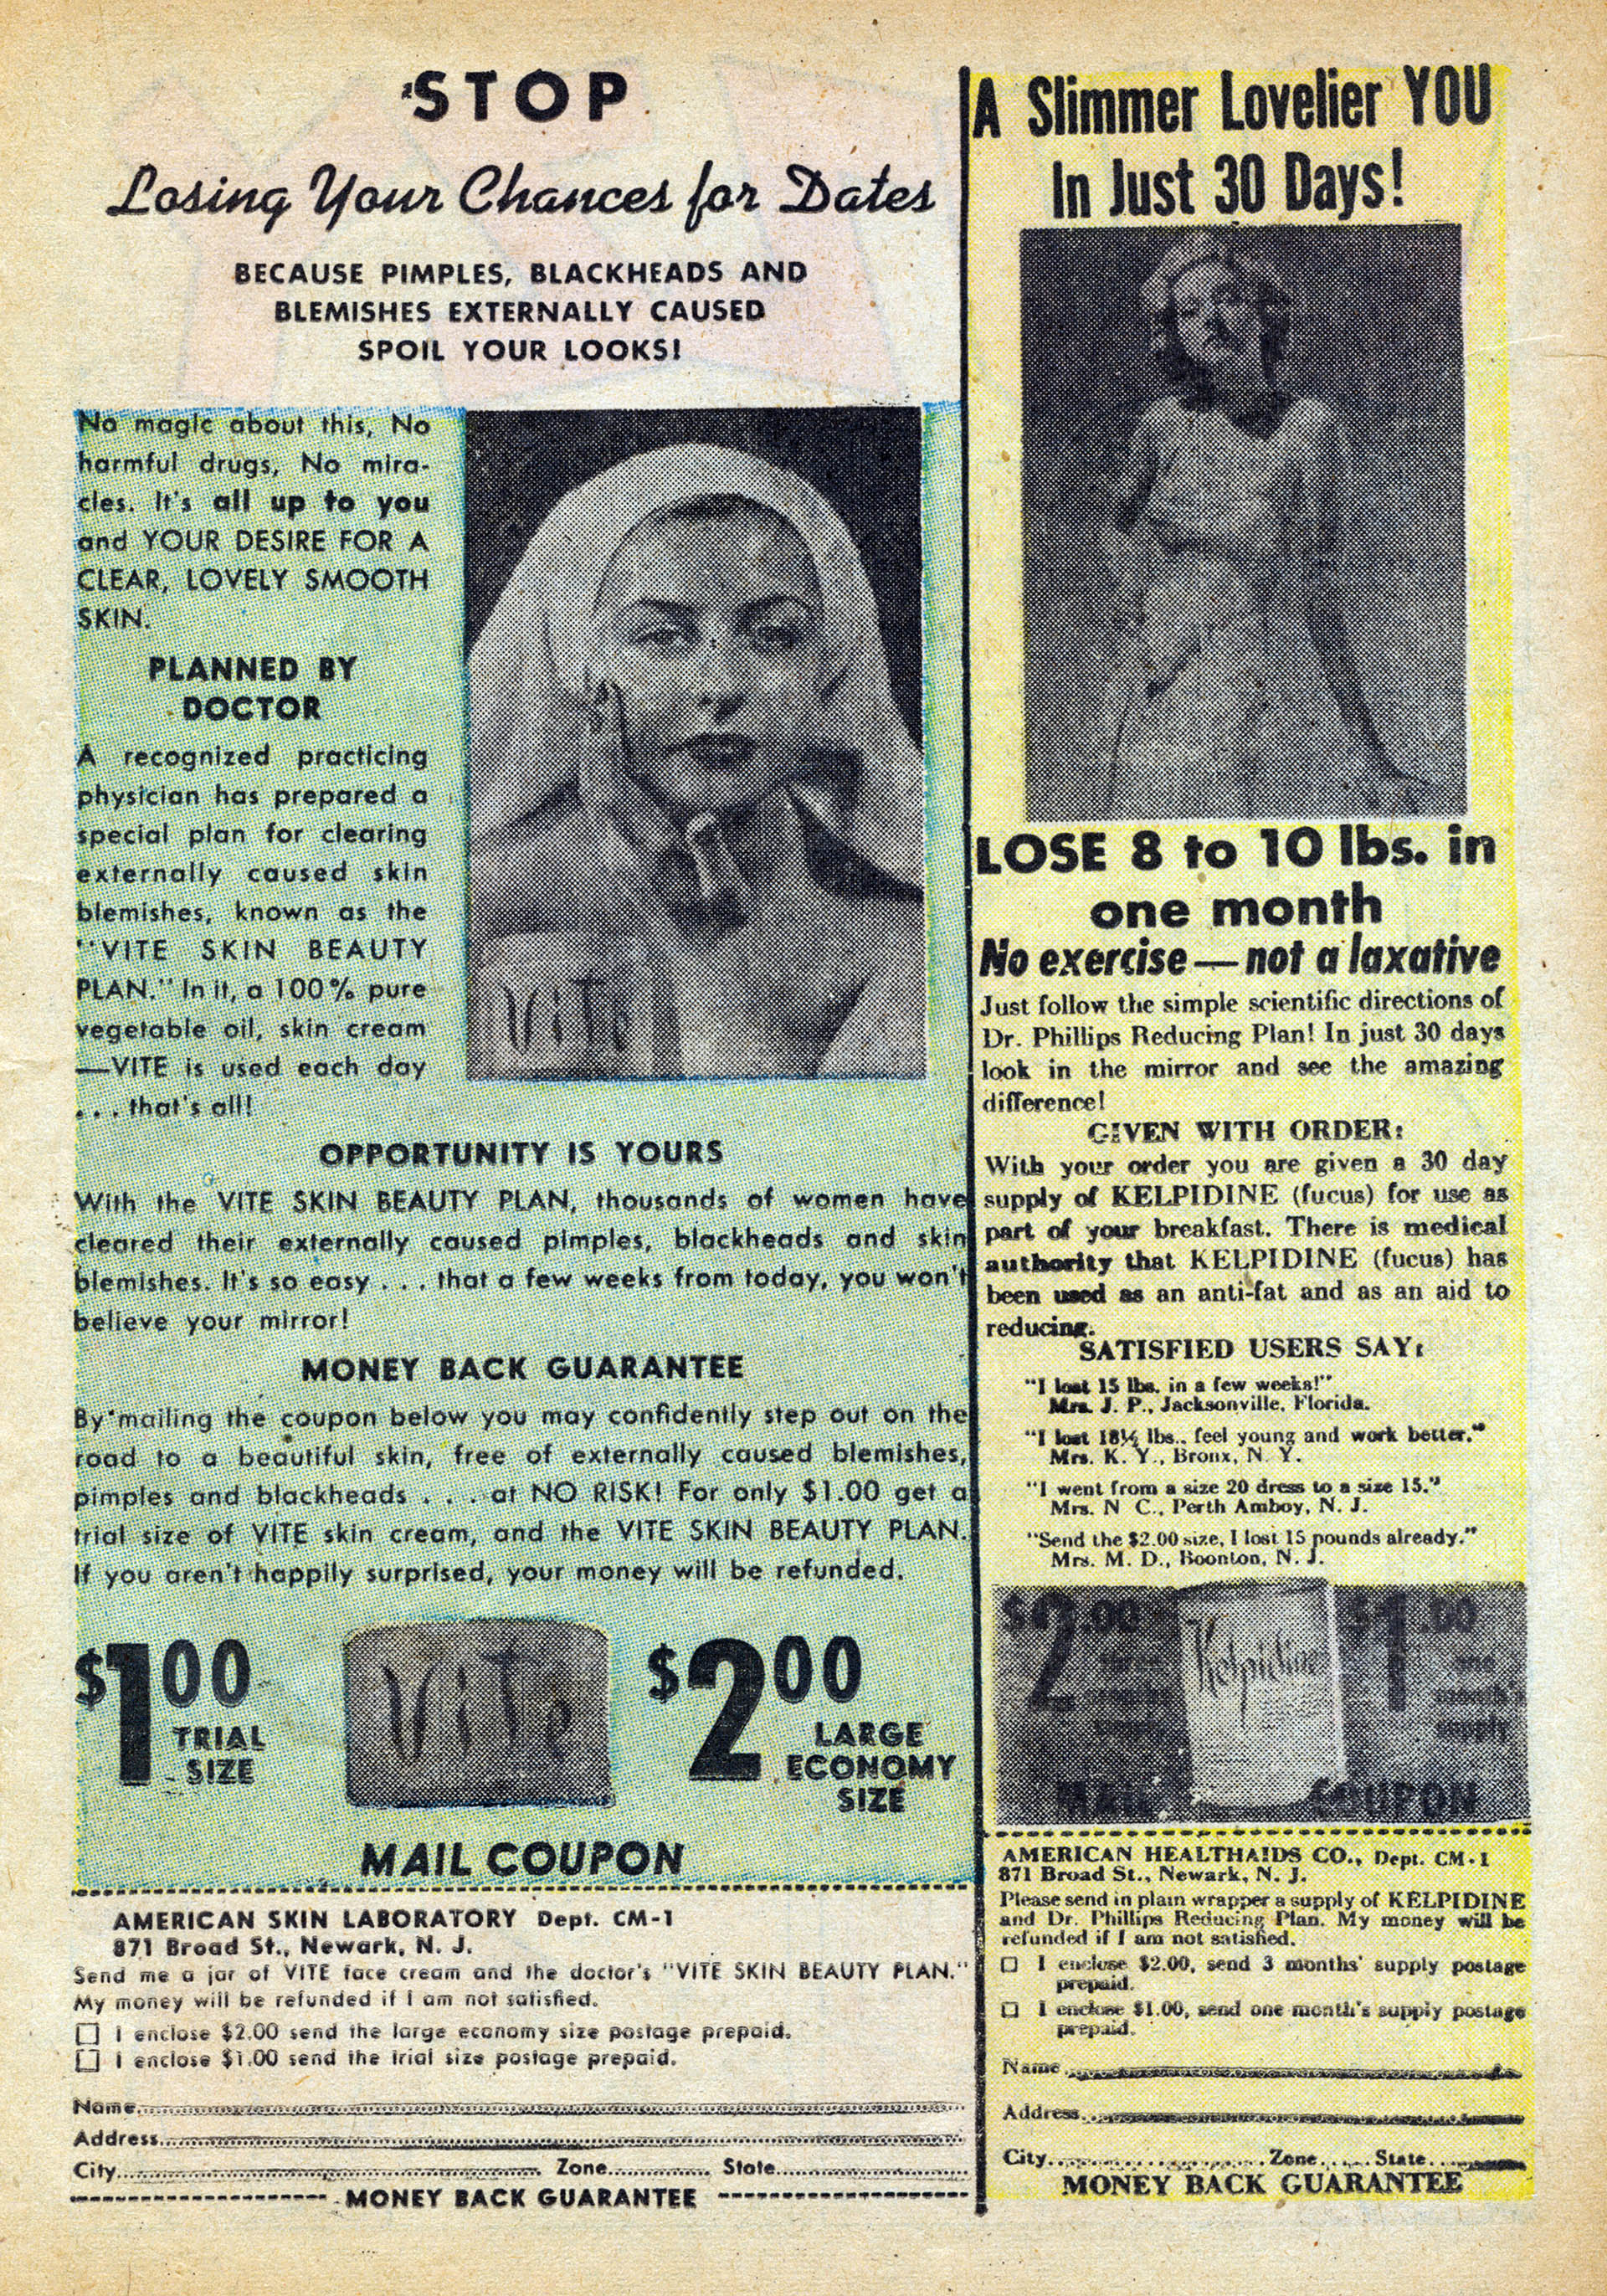 STOP
Losing Your Chances for Dates
BECAUSE PIMPLES, BLACKHEADS AND
BLEMISHES EXTERNALLY CAUSED
SPOIL YOUR LOOKS!
No magic about this, No
harmful drugs, No mira-
cles. It's all up to you
and YOUR DESIRE FOR A
CLEAR, LOVELY SMOOTH
SKIN.
PLANNED BY
DOCTOR
A recognized practicing
physician has prepared a
special plan for clearing
externally caused skin
blemishes, known as the
"VITE SKIN BEAUTY
PLAN." In it, a 100% pure
vegetable oil, skin cream
—VITE is used each day
... that's all!
ViTe
OPPORTUNITY IS YOURS
With the VITE SKIN BEAUTY PLAN, thousands of women have
cleared their externally caused pimples, blackheads and skin
blemishes. It's so easy . . . that a few weeks from today, you won't
believe your mirror!
MONEY BACK GUARANTEE
By mailing the coupon below you may confidently step out on the
road to a beautiful skin, free of externally caused blemishes,
pimples and blackheads . . . at NO RISK! For only $1.00 get a
trial size of VITE skin cream, and the VITE SKIN BEAUTY PLAN.
If you aren't happily surprised, your money will be refunded.
$1.00
TRIAL
SIZE
ViTe
$2.00
LARGE
ECONOMY
SIZE
MAIL COUPON
AMERICAN SKIN LABORATORY Dept. CM-1
871 Broad St., Newark, N. J.
Send me a jar of VITE face cream and the doctor's "VITE SKIN BEAUTY PLAN."
My money will be refunded if I am not satisfied.
☐ I enclose $2.00 send the large economy size postage prepaid.
☐ I enclose $1.00 send the trial size postage prepaid.
Name
Address
City Zone State
MONEY BACK GUARANTEE
A Slimmer Lovelier YOU
In Just 30 Days!
LOSE 8 to 10 lbs. in
one month
No exercise—not a laxative
Just follow the simple scientific directions of
Dr. Phillips Reducing Plan! In just 30 days
look in the mirror and see the amazing
difference!
GIVEN WITH ORDER:
With your order you are given a 30 day
supply of KELPIDINE (fucus) for use as
part of your breakfast. There is medical
authority that KELPIDINE (fucus) has
been used as an anti-fat and as an aid to
reducing.
SATISFIED USERS SAY:
"I lost 15 lbs. in a few weeks!"
Mrs. J. P., Jacksonville, Florida.
"I lost 18½ lbs., feel young and work better."
Mrs. K. Y., Bronx, N. Y.
"I went from a size 20 dress to a size 15."
Mrs. N C., Perth Amboy, N. J.
"Send the $2.00 size, I lost 15 pounds already."
Mrs. M. D., Boonton, N. J.
$2.00
three
months
supply
Kelpidine
$1.00
one
month's
supply
MAIL COUPON
AMERICAN HEALTHAIDS CO., Dept. CM-1
871 Broad St., Newark, N. J.
Please send in plain wrapper a supply of KELPIDINE
and Dr. Phillips Reducing Plan. My money will be
refunded if I am not satisfied.
☐ I enclose $2.00, send 3 months' supply postage
prepaid.
☐ I enclose $1.00, send one month's supply postage
prepaid.
Name
Address
City Zone State
MONEY BACK GUARANTEE